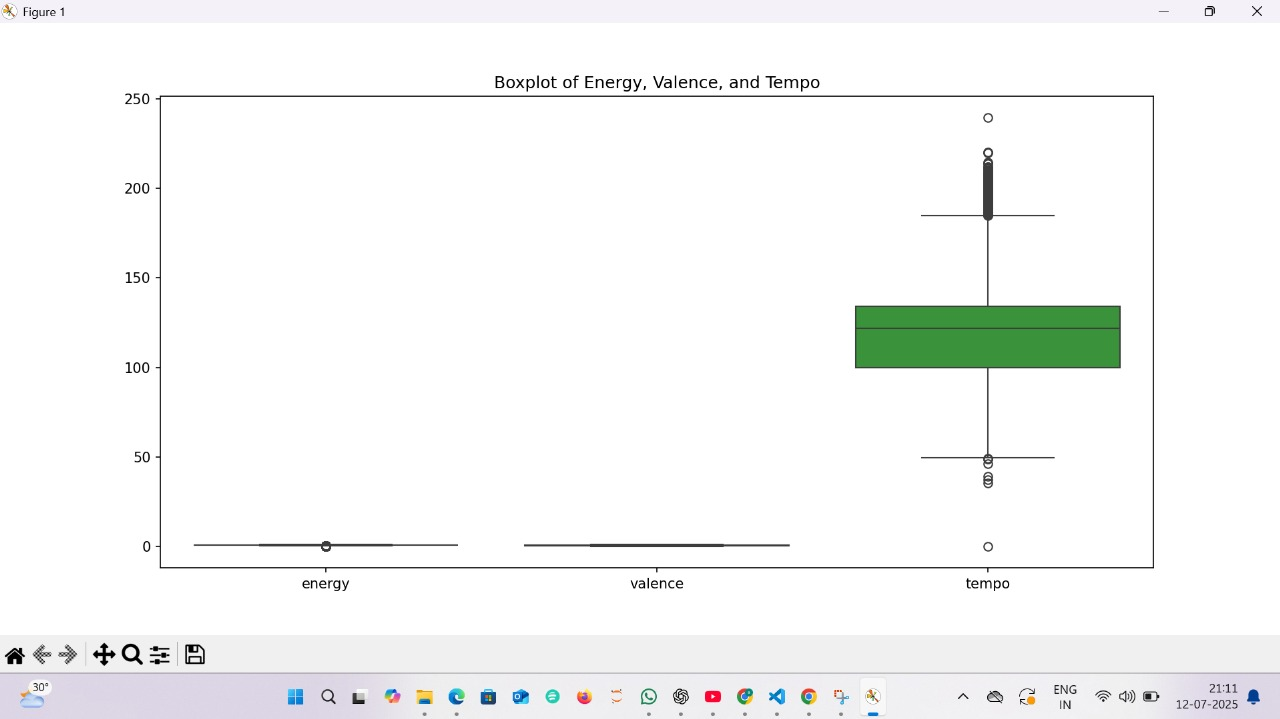 Figure 1
Boxplot of Energy, Valence, and Tempo
250
200
150
100
50
0
energy
valence
tempo
30°
ENG
IN
21:11
12-07-2025